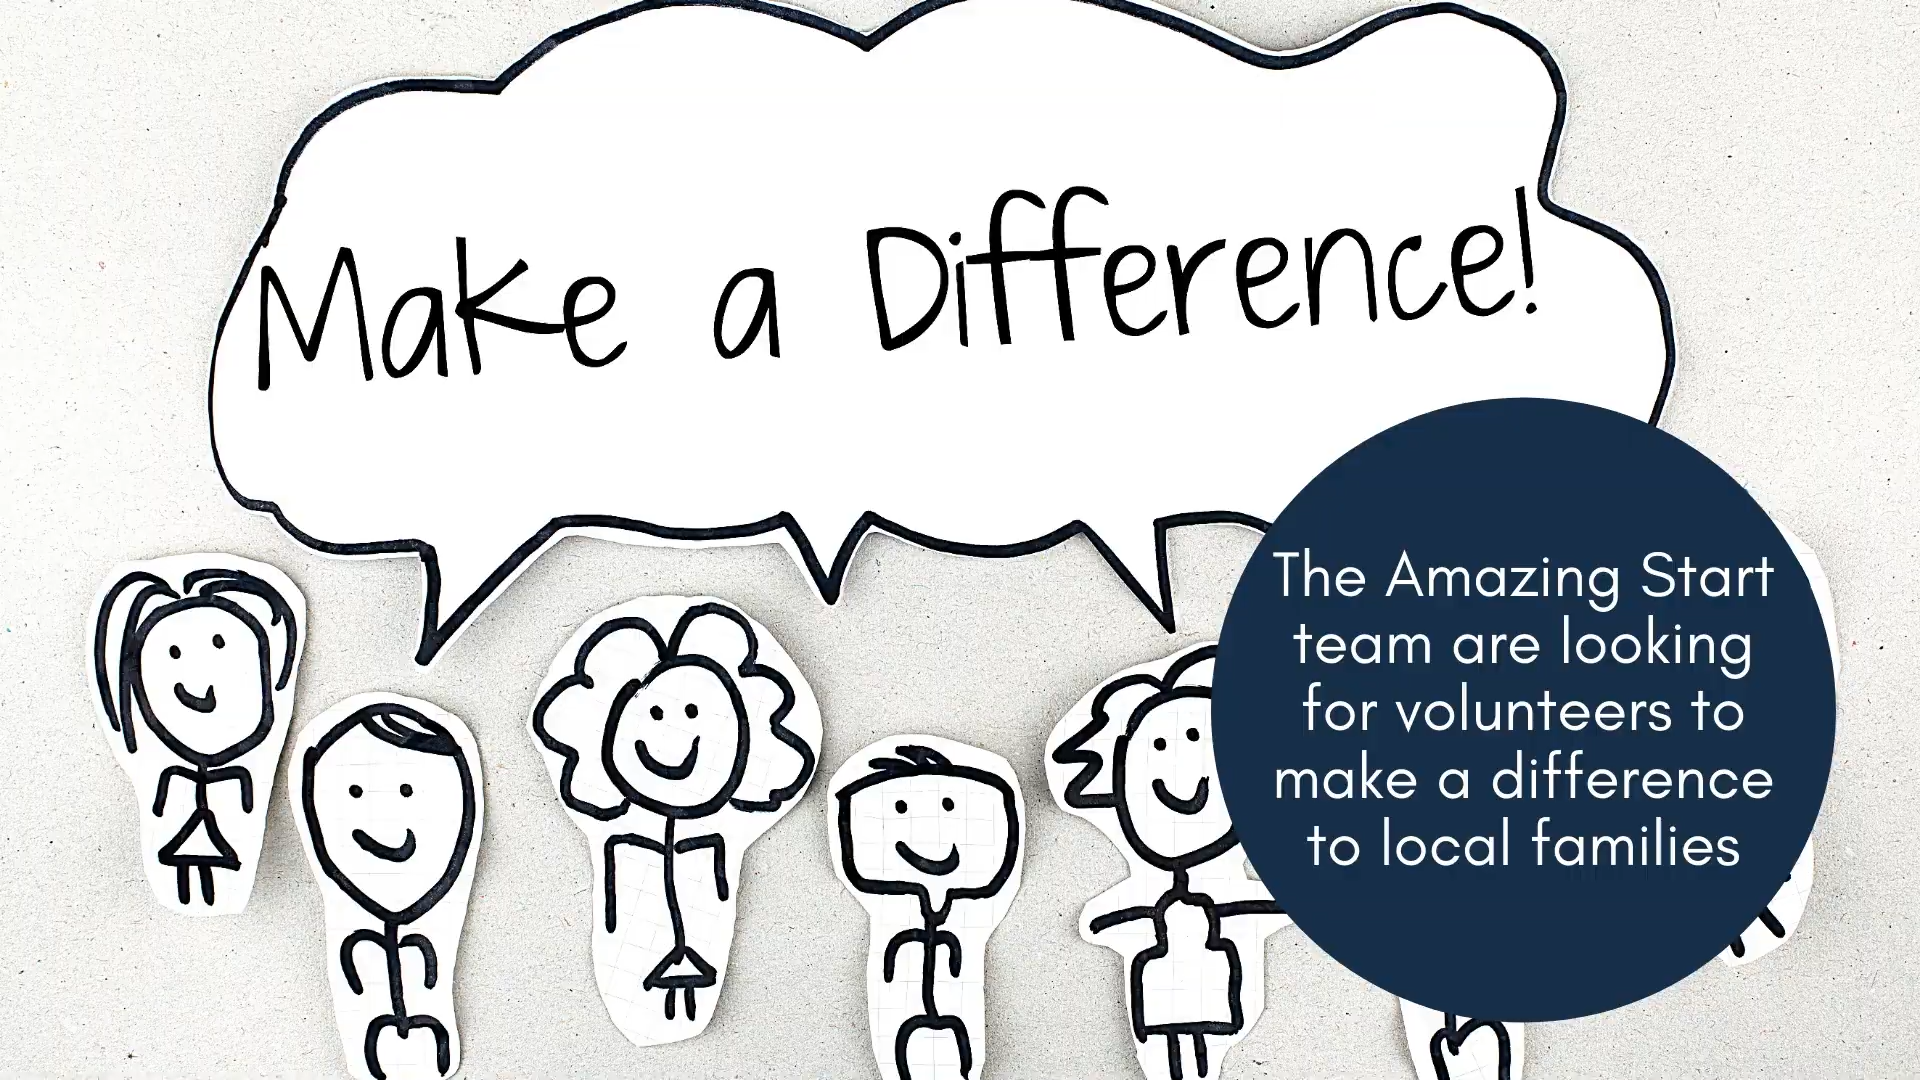 Make a Difference!
The Amazing Start
team are looking
for volunteers to
make a difference
to local families